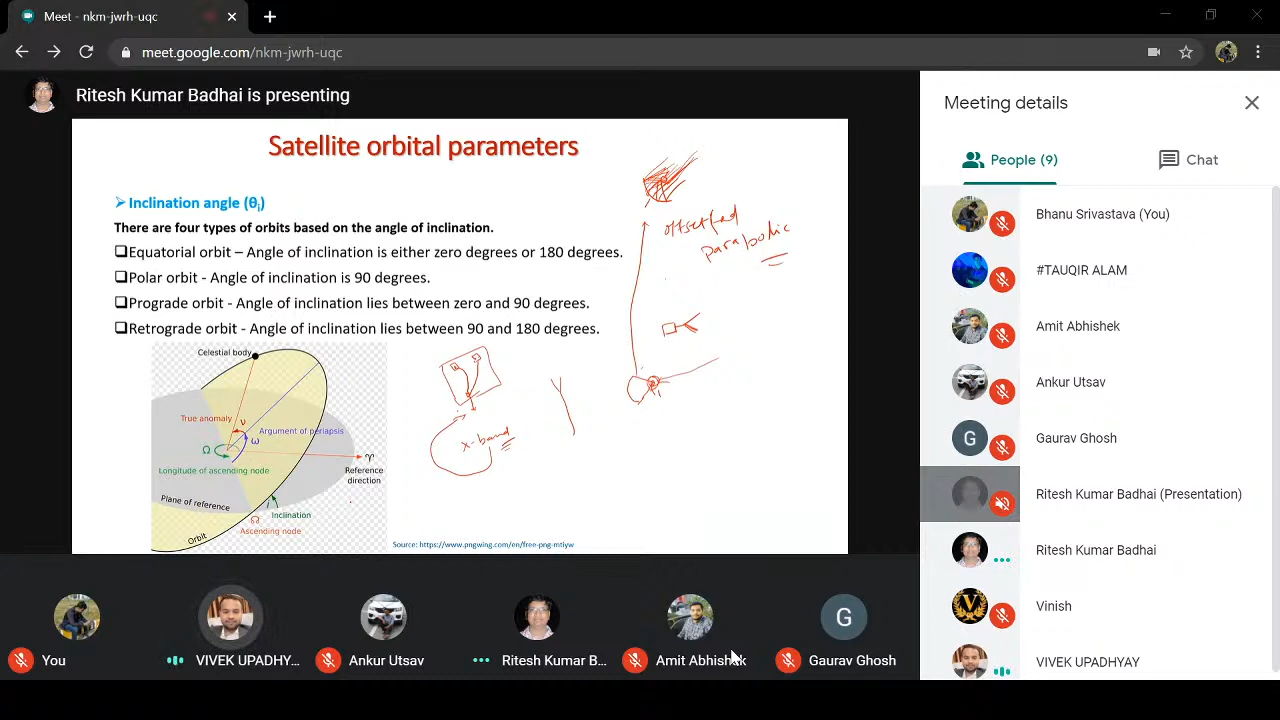 Meet - nkm-jwrh-uqc
meet.google.com/nkm-jwrh-uqc
Ritesh Kumar Badhai is presenting
Satellite orbital parameters
Inclination angle (θi)
There are four types of orbits based on the angle of inclination.
Equatorial orbit – Angle of inclination is either zero degrees or 180 degrees.
Polar orbit - Angle of inclination is 90 degrees.
Prograde orbit - Angle of inclination lies between zero and 90 degrees.
Retrograde orbit - Angle of inclination lies between 90 and 180 degrees.
offsetfed
parabolic
x-band
Celestial body
True anomaly
ν
Argument of periapsis
ω
Ω
Longitude of ascending node
♈
Reference
direction
Plane of reference
i
Inclination
☊
Ascending node
Orbit
Source: https://www.pngwing.com/en/free-png-mtiyw
You
VIVEK UPADHY...
Ankur Utsav
Ritesh Kumar B...
Amit Abhishek
G
Gaurav Ghosh
Meeting details
People (9)
Chat
Bhanu Srivastava (You)
#TAUQIR ALAM
Amit Abhishek
Ankur Utsav
G
Gaurav Ghosh
Ritesh Kumar Badhai (Presentation)
Ritesh Kumar Badhai
V
Vinish
VIVEK UPADHYAY